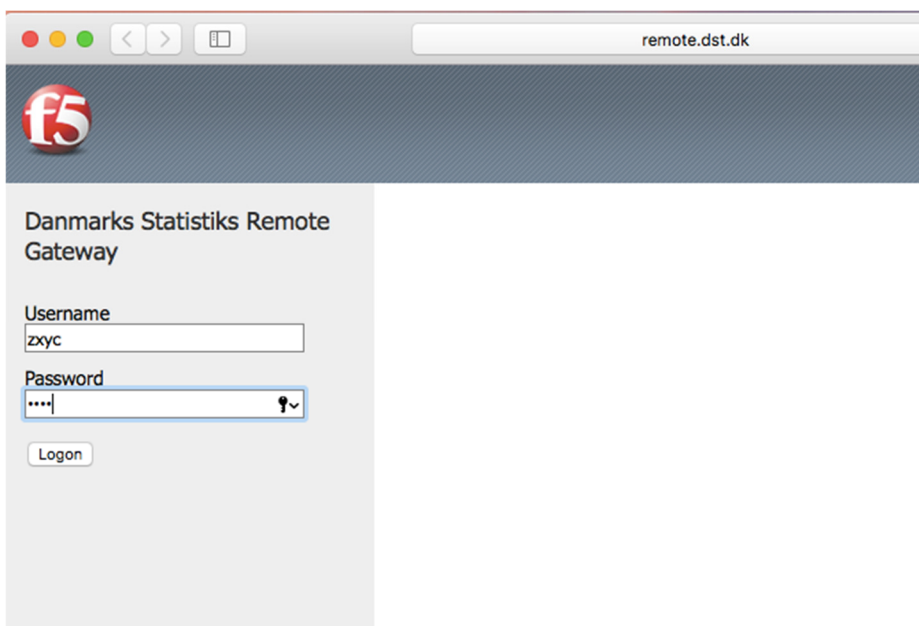 remote.dst.dk
f5
Danmarks Statistiks Remote
Gateway
Username
zxyc
Password
••••
Logon